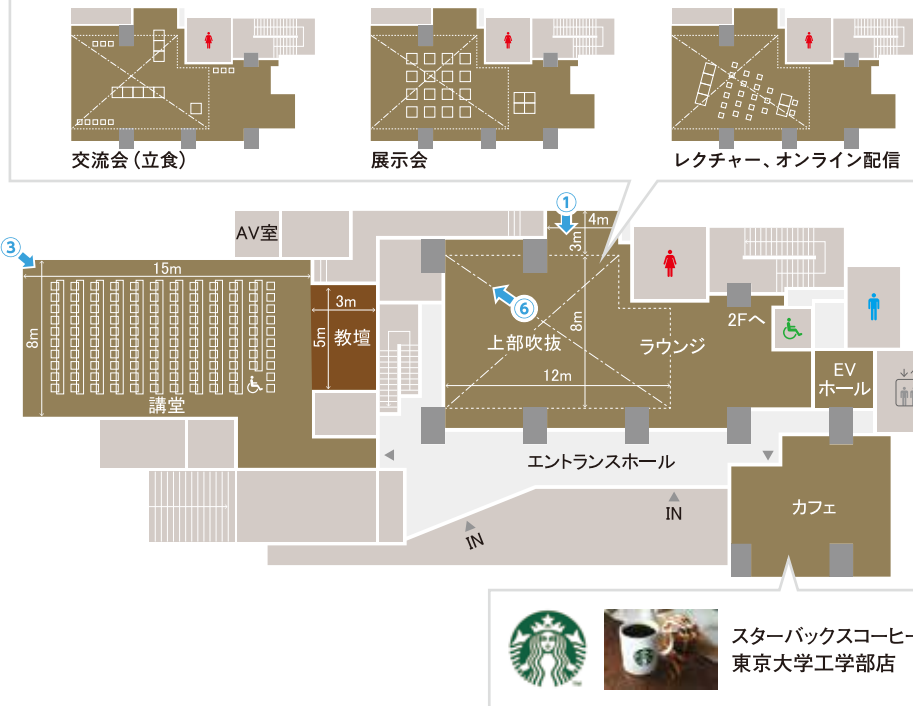 交流会（立食）
展示会
レクチャー、オンライン配信
1
4m
3m
AV室
3
15m
8m
3m
5m
教壇
講堂
6
8m
上部吹抜
12m
ラウンジ
2Fへ
EV
ホール
エントランスホール
IN
IN
カフェ
スターバックスコーヒー
東京大学工学部店